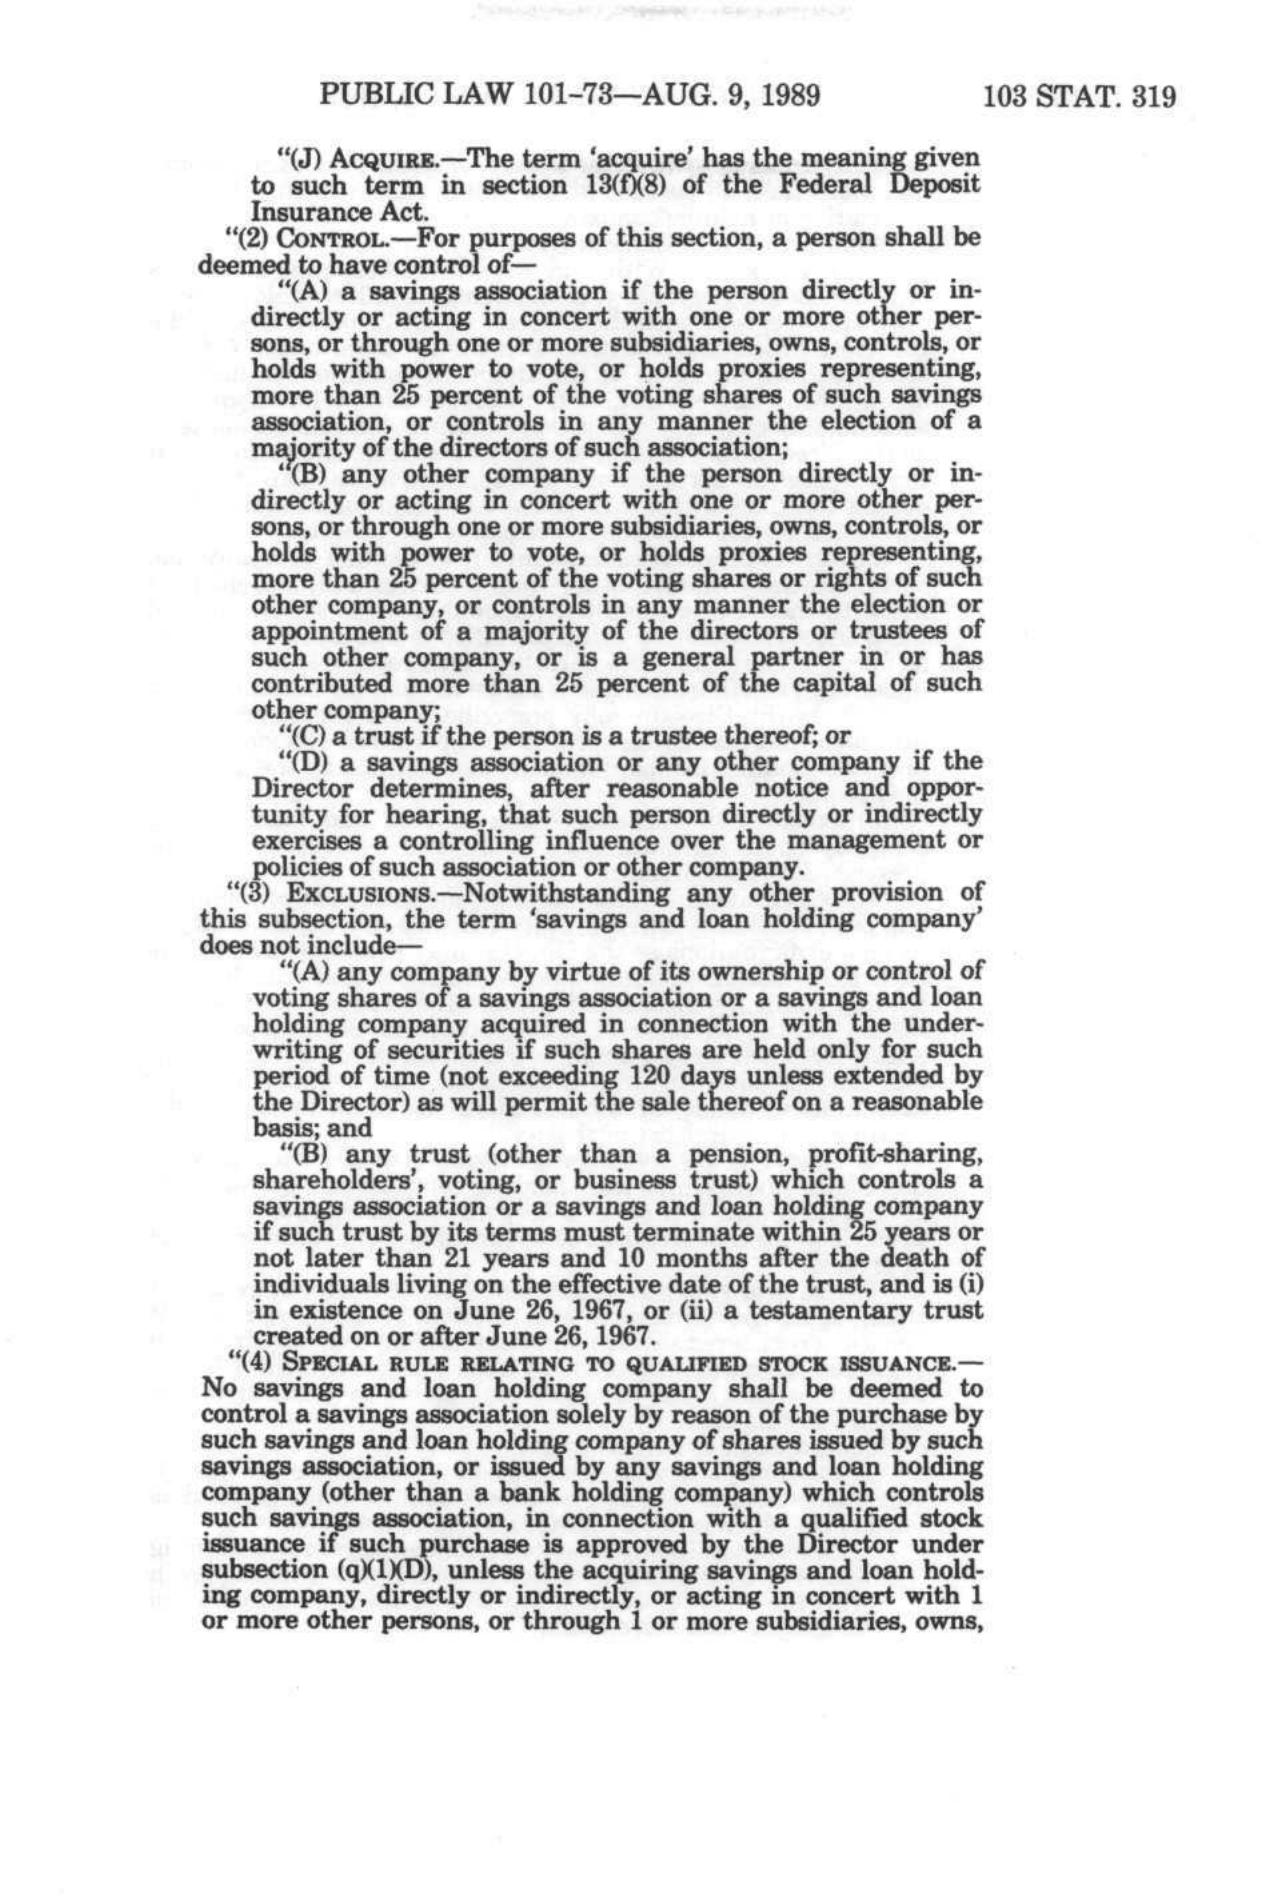 PUBLIC LAW 101–73—AUG. 9, 1989 103 STAT. 319
“(J) ACQUIRE.—The term ‘acquire’ has the meaning given
to such term in section 13(f)(8) of the Federal Deposit
Insurance Act.
“(2) CONTROL.—For purposes of this section, a person shall be
deemed to have control of—
“(A) a savings association if the person directly or in-
directly or acting in concert with one or more other per-
sons, or through one or more subsidiaries, owns, controls, or
holds with power to vote, or holds proxies representing,
more than 25 percent of the voting shares of such savings
association, or controls in any manner the election of a
majority of the directors of such association;
“(B) any other company if the person directly or in-
directly or acting in concert with one or more other per-
sons, or through one or more subsidiaries, owns, controls, or
holds with power to vote, or holds proxies representing,
more than 25 percent of the voting shares or rights of such
other company, or controls in any manner the election or
appointment of a majority of the directors or trustees of
such other company, or is a general partner in or has
contributed more than 25 percent of the capital of such
other company;
“(C) a trust if the person is a trustee thereof; or
“(D) a savings association or any other company if the
Director determines, after reasonable notice and oppor-
tunity for hearing, that such person directly or indirectly
exercises a controlling influence over the management or
policies of such association or other company.
“(3) EXCLUSIONS.—Notwithstanding any other provision of
this subsection, the term ‘savings and loan holding company’
does not include—
“(A) any company by virtue of its ownership or control of
voting shares of a savings association or a savings and loan
holding company acquired in connection with the under-
writing of securities if such shares are held only for such
period of time (not exceeding 120 days unless extended by
the Director) as will permit the sale thereof on a reasonable
basis; and
“(B) any trust (other than a pension, profit-sharing,
shareholders’, voting, or business trust) which controls a
savings association or a savings and loan holding company
if such trust by its terms must terminate within 25 years or
not later than 21 years and 10 months after the death of
individuals living on the effective date of the trust, and is (i)
in existence on June 26, 1967, or (ii) a testamentary trust
created on or after June 26, 1967.
“(4) SPECIAL RULE RELATING TO QUALIFIED STOCK ISSUANCE.—
No savings and loan holding company shall be deemed to
control a savings association solely by reason of the purchase by
such savings and loan holding company of shares issued by such
savings association, or issued by any savings and loan holding
company (other than a bank holding company) which controls
such savings association, in connection with a qualified stock
issuance if such purchase is approved by the Director under
subsection (q)(1)(D), unless the acquiring savings and loan hold-
ing company, directly or indirectly, or acting in concert with 1
or more other persons, or through 1 or more subsidiaries, owns,